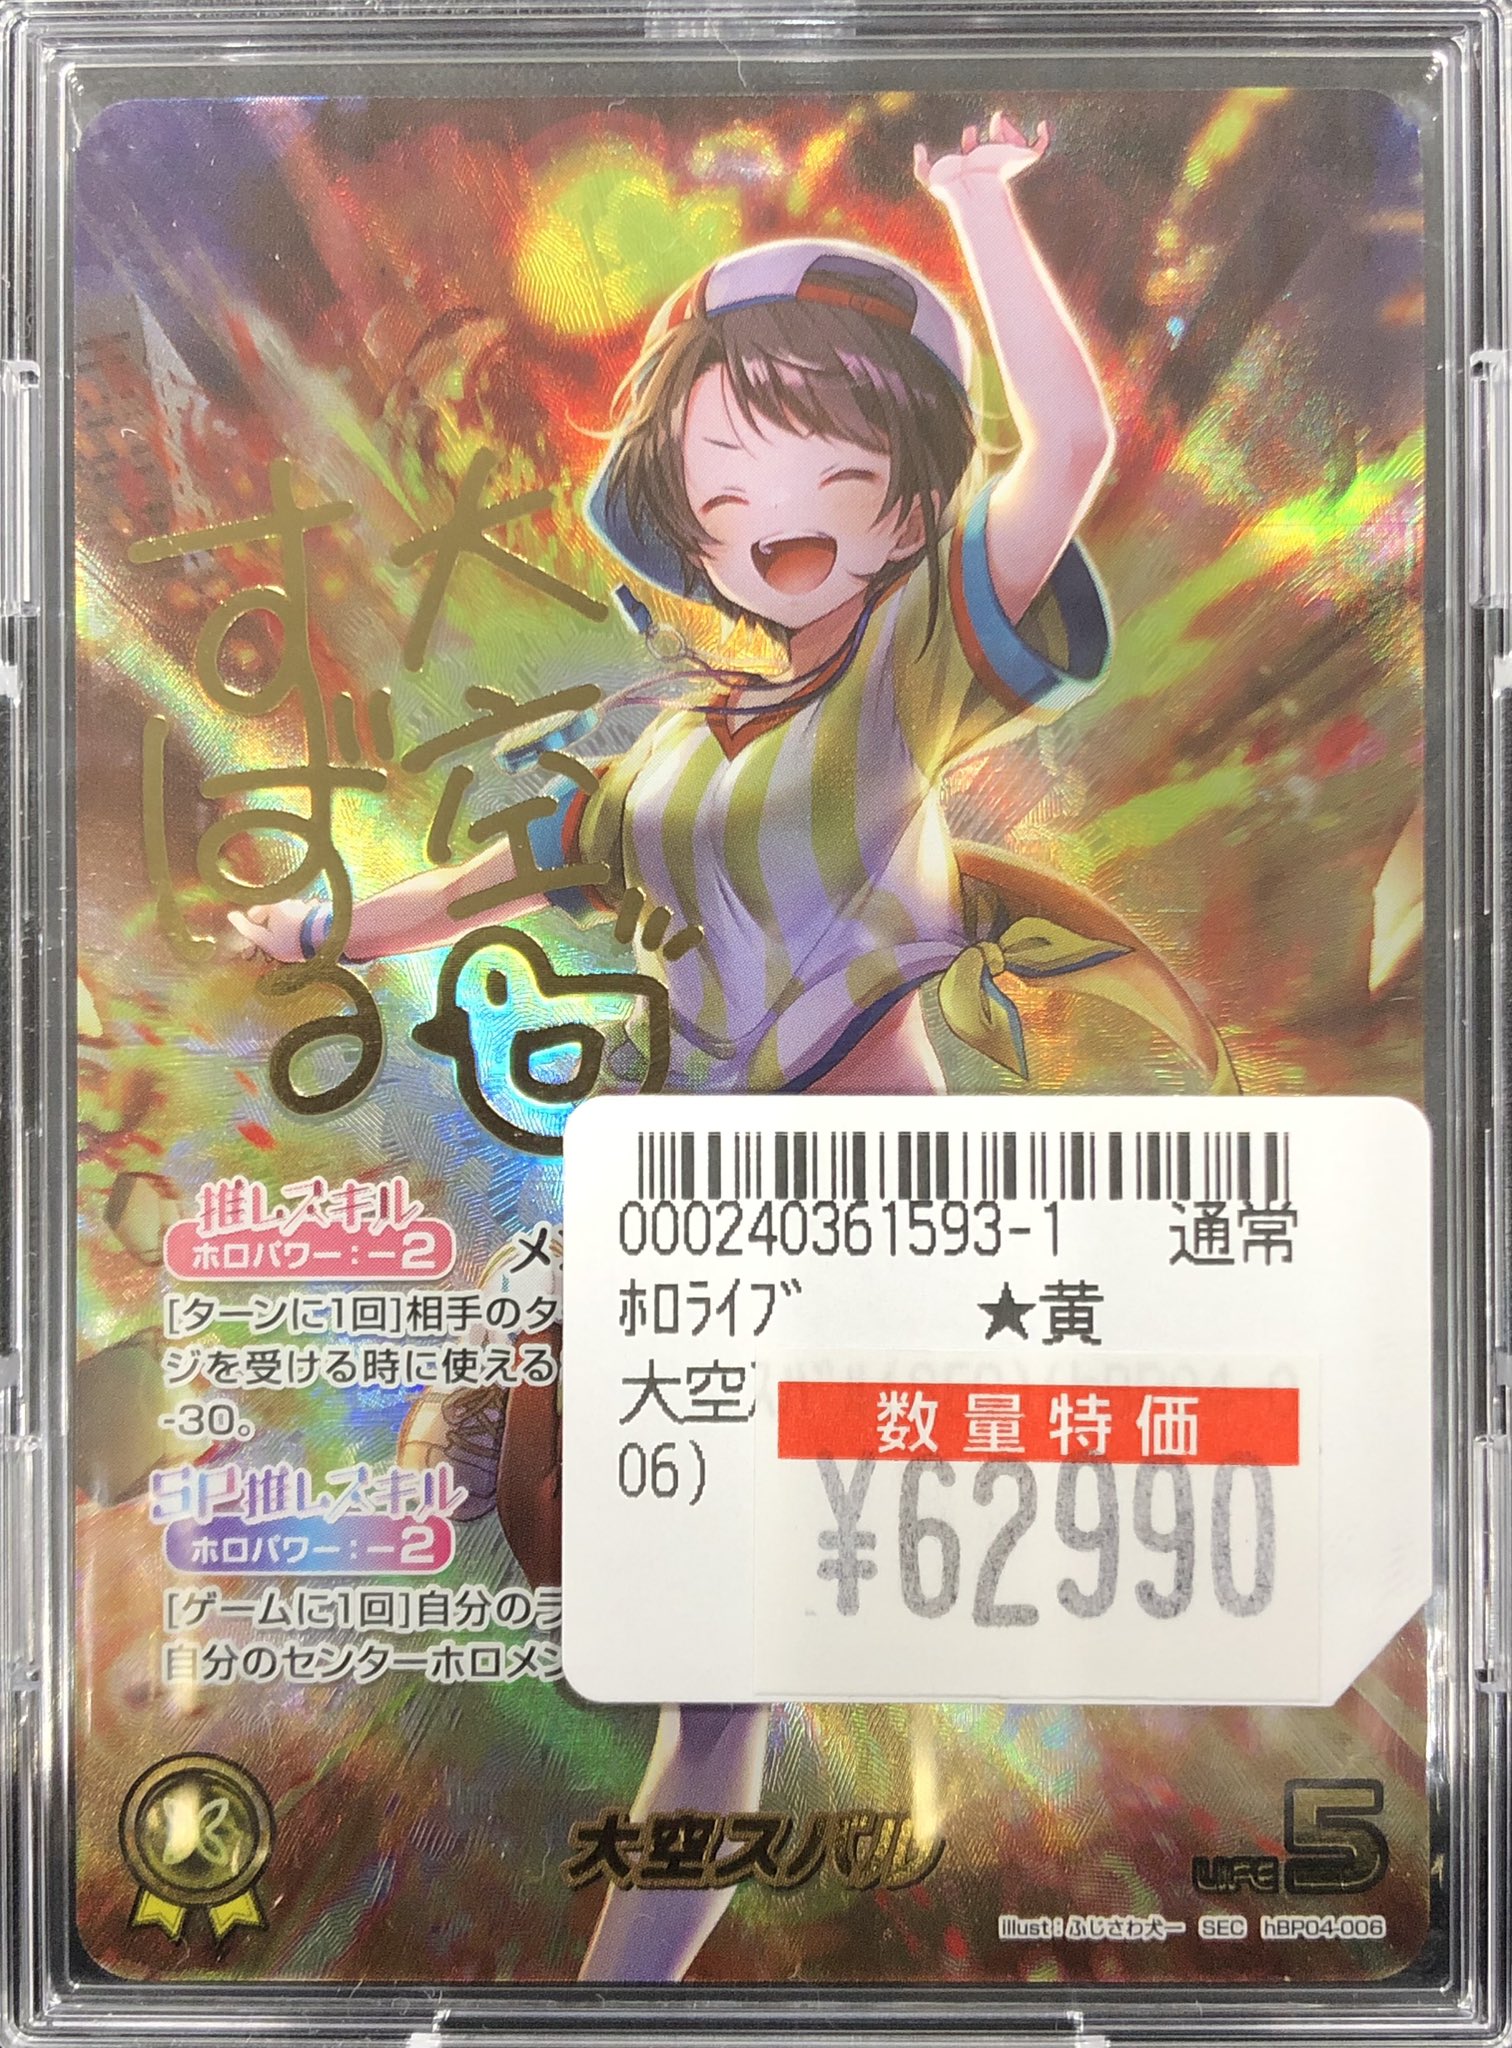 大空
すばる
推しスキル
ホロパワー：－2
[ターンに1回]相手のタ
ジを受ける時に使える
-30。
SP推しスキル
ホロパワー：－2
[ゲームに1回]自分のラ
自分のセンターホロメン
000240361593-1 通常
ﾎﾛﾗｲﾌﾞ ★黄
大空
06)
数量特価
¥62990
大空スバル
LIFE 5
illust：ふじさわ犬一 SEC hBP04-006